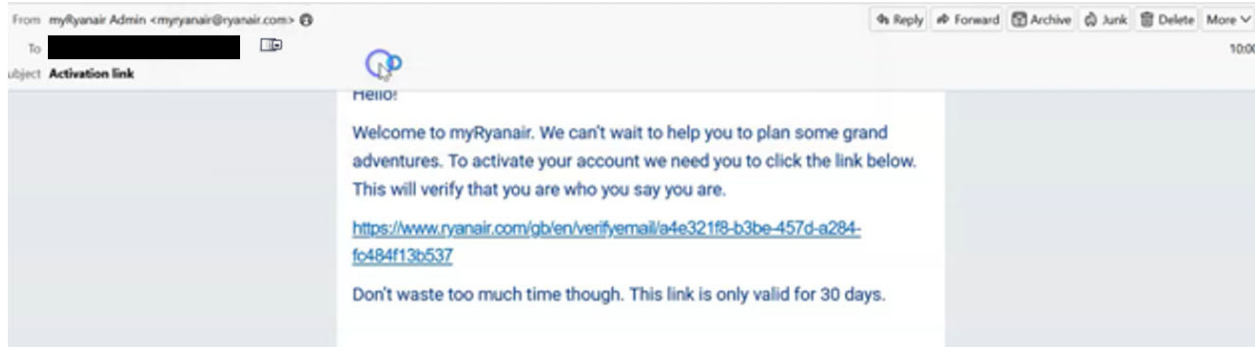 From myRyanair Admin <myryanair@ryanair.com>
Reply Forward Archive Junk Delete More
To
10:00
ubject Activation link
Hello!
Welcome to myRyanair. We can't wait to help you to plan some grand
adventures. To activate your account we need you to click the link below.
This will verify that you are who you say you are.
https://www.ryanair.com/gb/en/verifyemail/a4e321f8-b3be-457d-a284-
fo484f13b537
Don't waste too much time though. This link is only valid for 30 days.